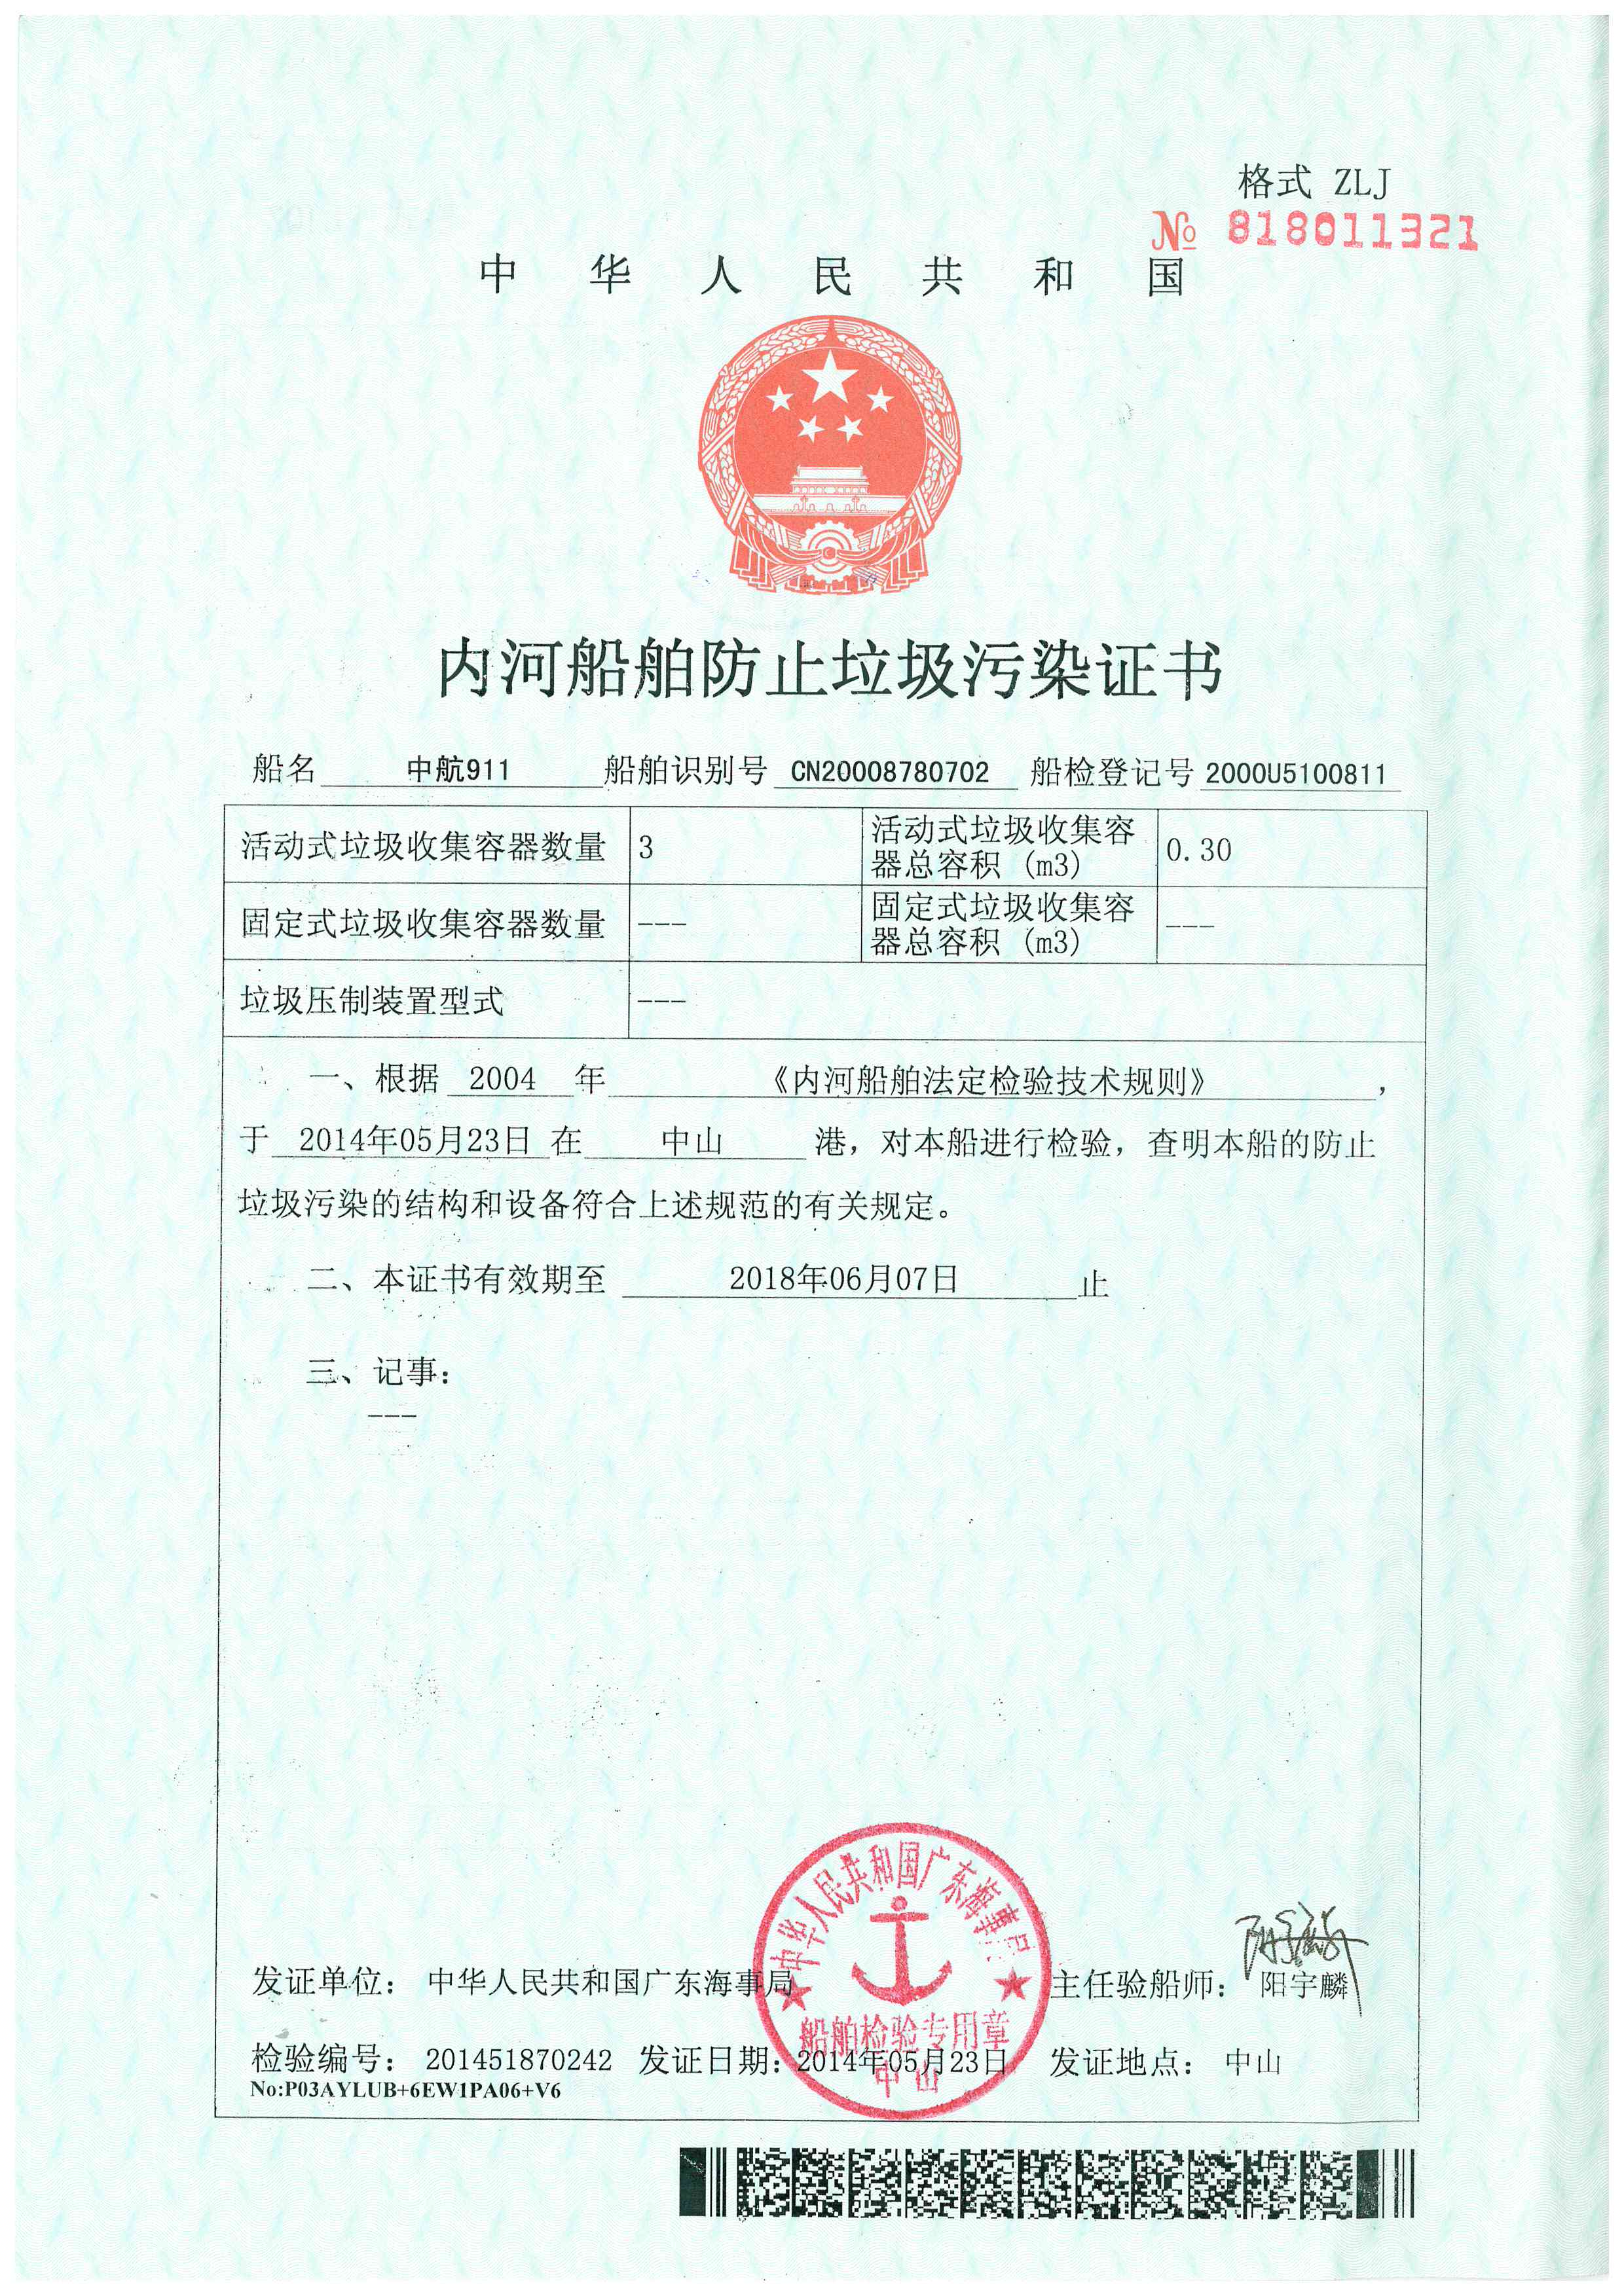 格式 ZLJ
№ 818011321
中华人民共和国
内河船舶防止垃圾污染证书
船名 中航911 船舶识别号 CN20008780702 船检登记号 2000U5100811
活动式垃圾收集容器数量 3 活动式垃圾收集容
器总容积 (m3) 0.30
固定式垃圾收集容器数量 --- 固定式垃圾收集容
器总容积 (m3) ---
垃圾压制装置型式 ---
一、根据 2004 年 《内河船舶法定检验技术规则》，
于 2014年05月23日 在 中山 港，对本船进行检验，查明本船的防止
垃圾污染的结构和设备符合上述规范的有关规定。
二、本证书有效期至 2018年06月07日 止
三、记事：
---
中华人民共和国广东海事局
船舶检验专用章
中山
发证单位： 中华人民共和国广东海事局 主任验船师： 阳宇麟
检验编号： 201451870242 发证日期：2014年05月23日 发证地点： 中山
No:P03AYLUB+6EW1PA06+V6